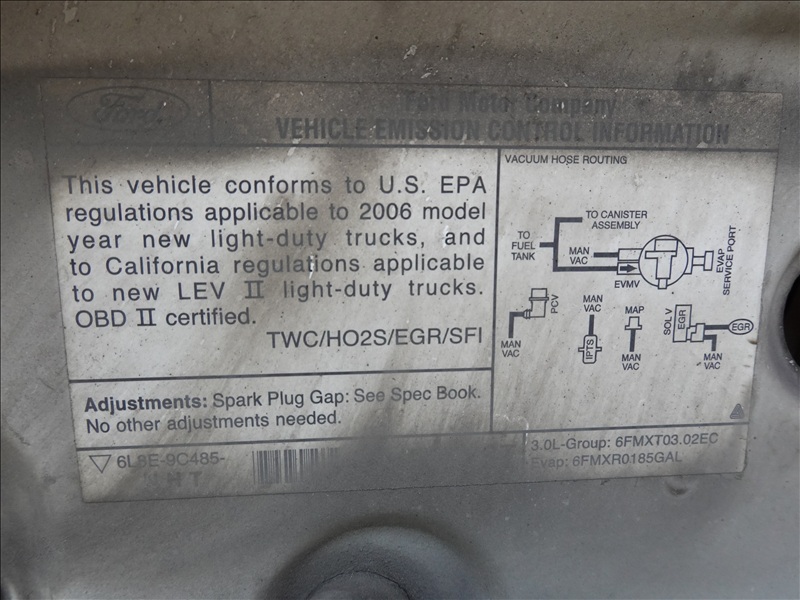 Ford
Ford Motor Company
VEHICLE EMISSION CONTROL INFORMATION
This vehicle conforms to U.S. EPA
regulations applicable to 2006 model
year new light-duty trucks, and
to California regulations applicable
to new LEV II light-duty trucks.
OBD II certified.
TWC/HO2S/EGR/SFI
Adjustments: Spark Plug Gap: See Spec Book.
No other adjustments needed.
6L8E-9C485-
VACUUM HOSE ROUTING
TO CANISTER
ASSEMBLY
TO
FUEL
TANK
MAN
VAC
EVMV
EVAP
SERVICE PORT
PCV
MAN
VAC
MAN
VAC
IPTS
MAP
MAN
VAC
SOL V
EGR
EGR
MAN
VAC
3.0L-Group: 6FMXT03.02EC
Evap: 6FMXR0185GAL